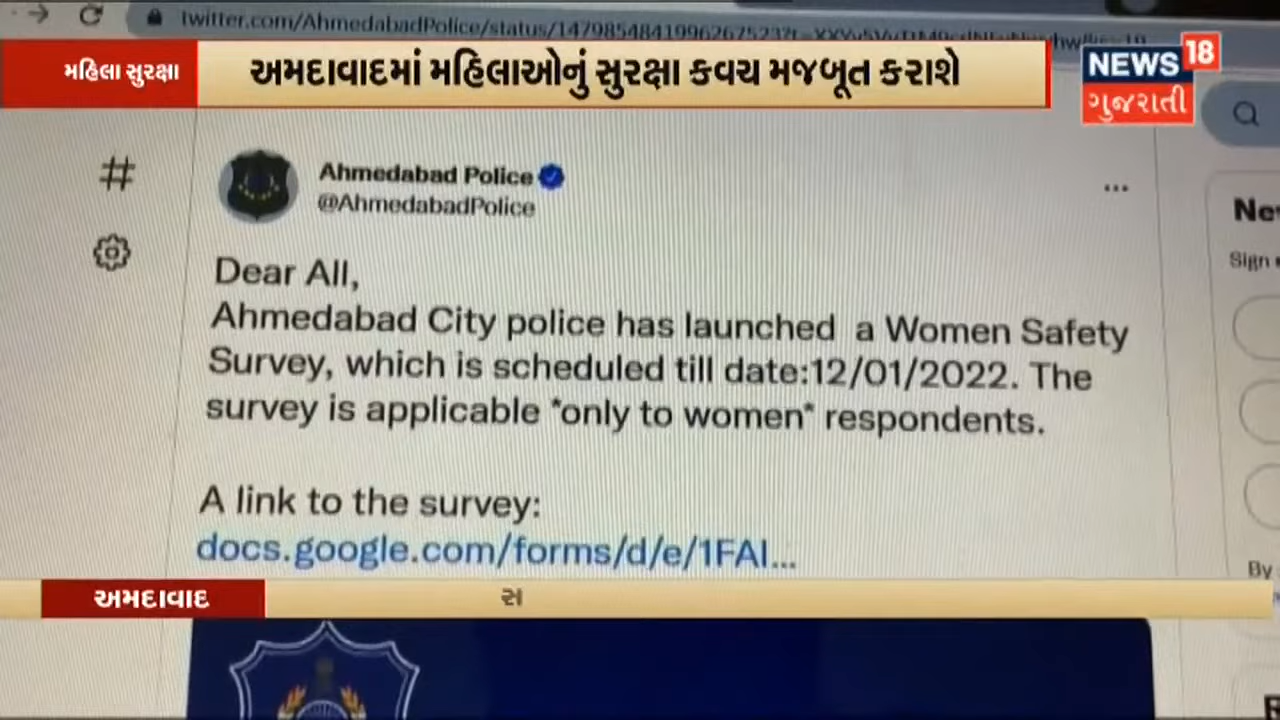 મહિલા સુરક્ષા
અમદાવાદમાં મહિલાઓનું સુરક્ષા કવચ મજબૂત કરાશે
NEWS 18
ગુજરાતી
Ahmedabad Police
@AhmedabadPolice
Dear All,
Ahmedabad City police has launched a Women Safety
Survey, which is scheduled till date:12/01/2022. The
survey is applicable *only to women* respondents.
A link to the survey:
docs.google.com/forms/d/e/1FAI...
Sign
By
અમદાવાદ
સ